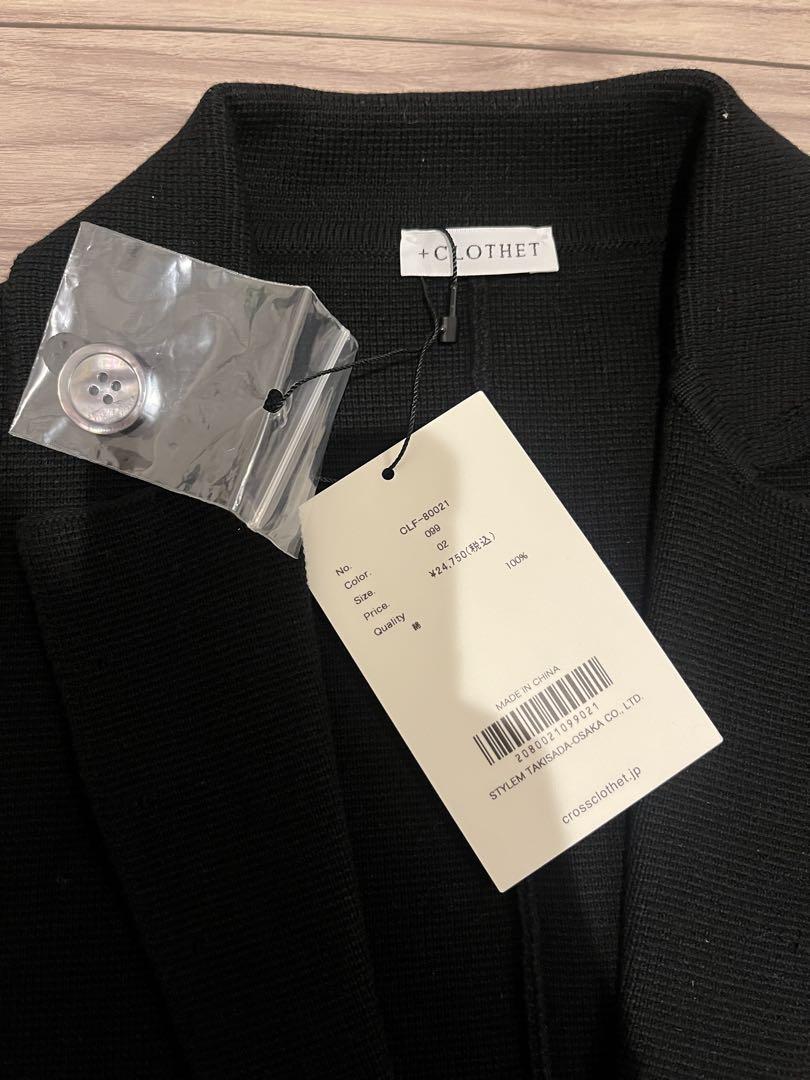 +CLOTHET
No. CLF-80021
Color. 099
Size. 02
Price. ¥24,750(税込)
Quality 綿 100%
MADE IN CHINA
2080021099021
STYLEM TAKISADA-OSAKA CO., LTD.
crossclothet.jp